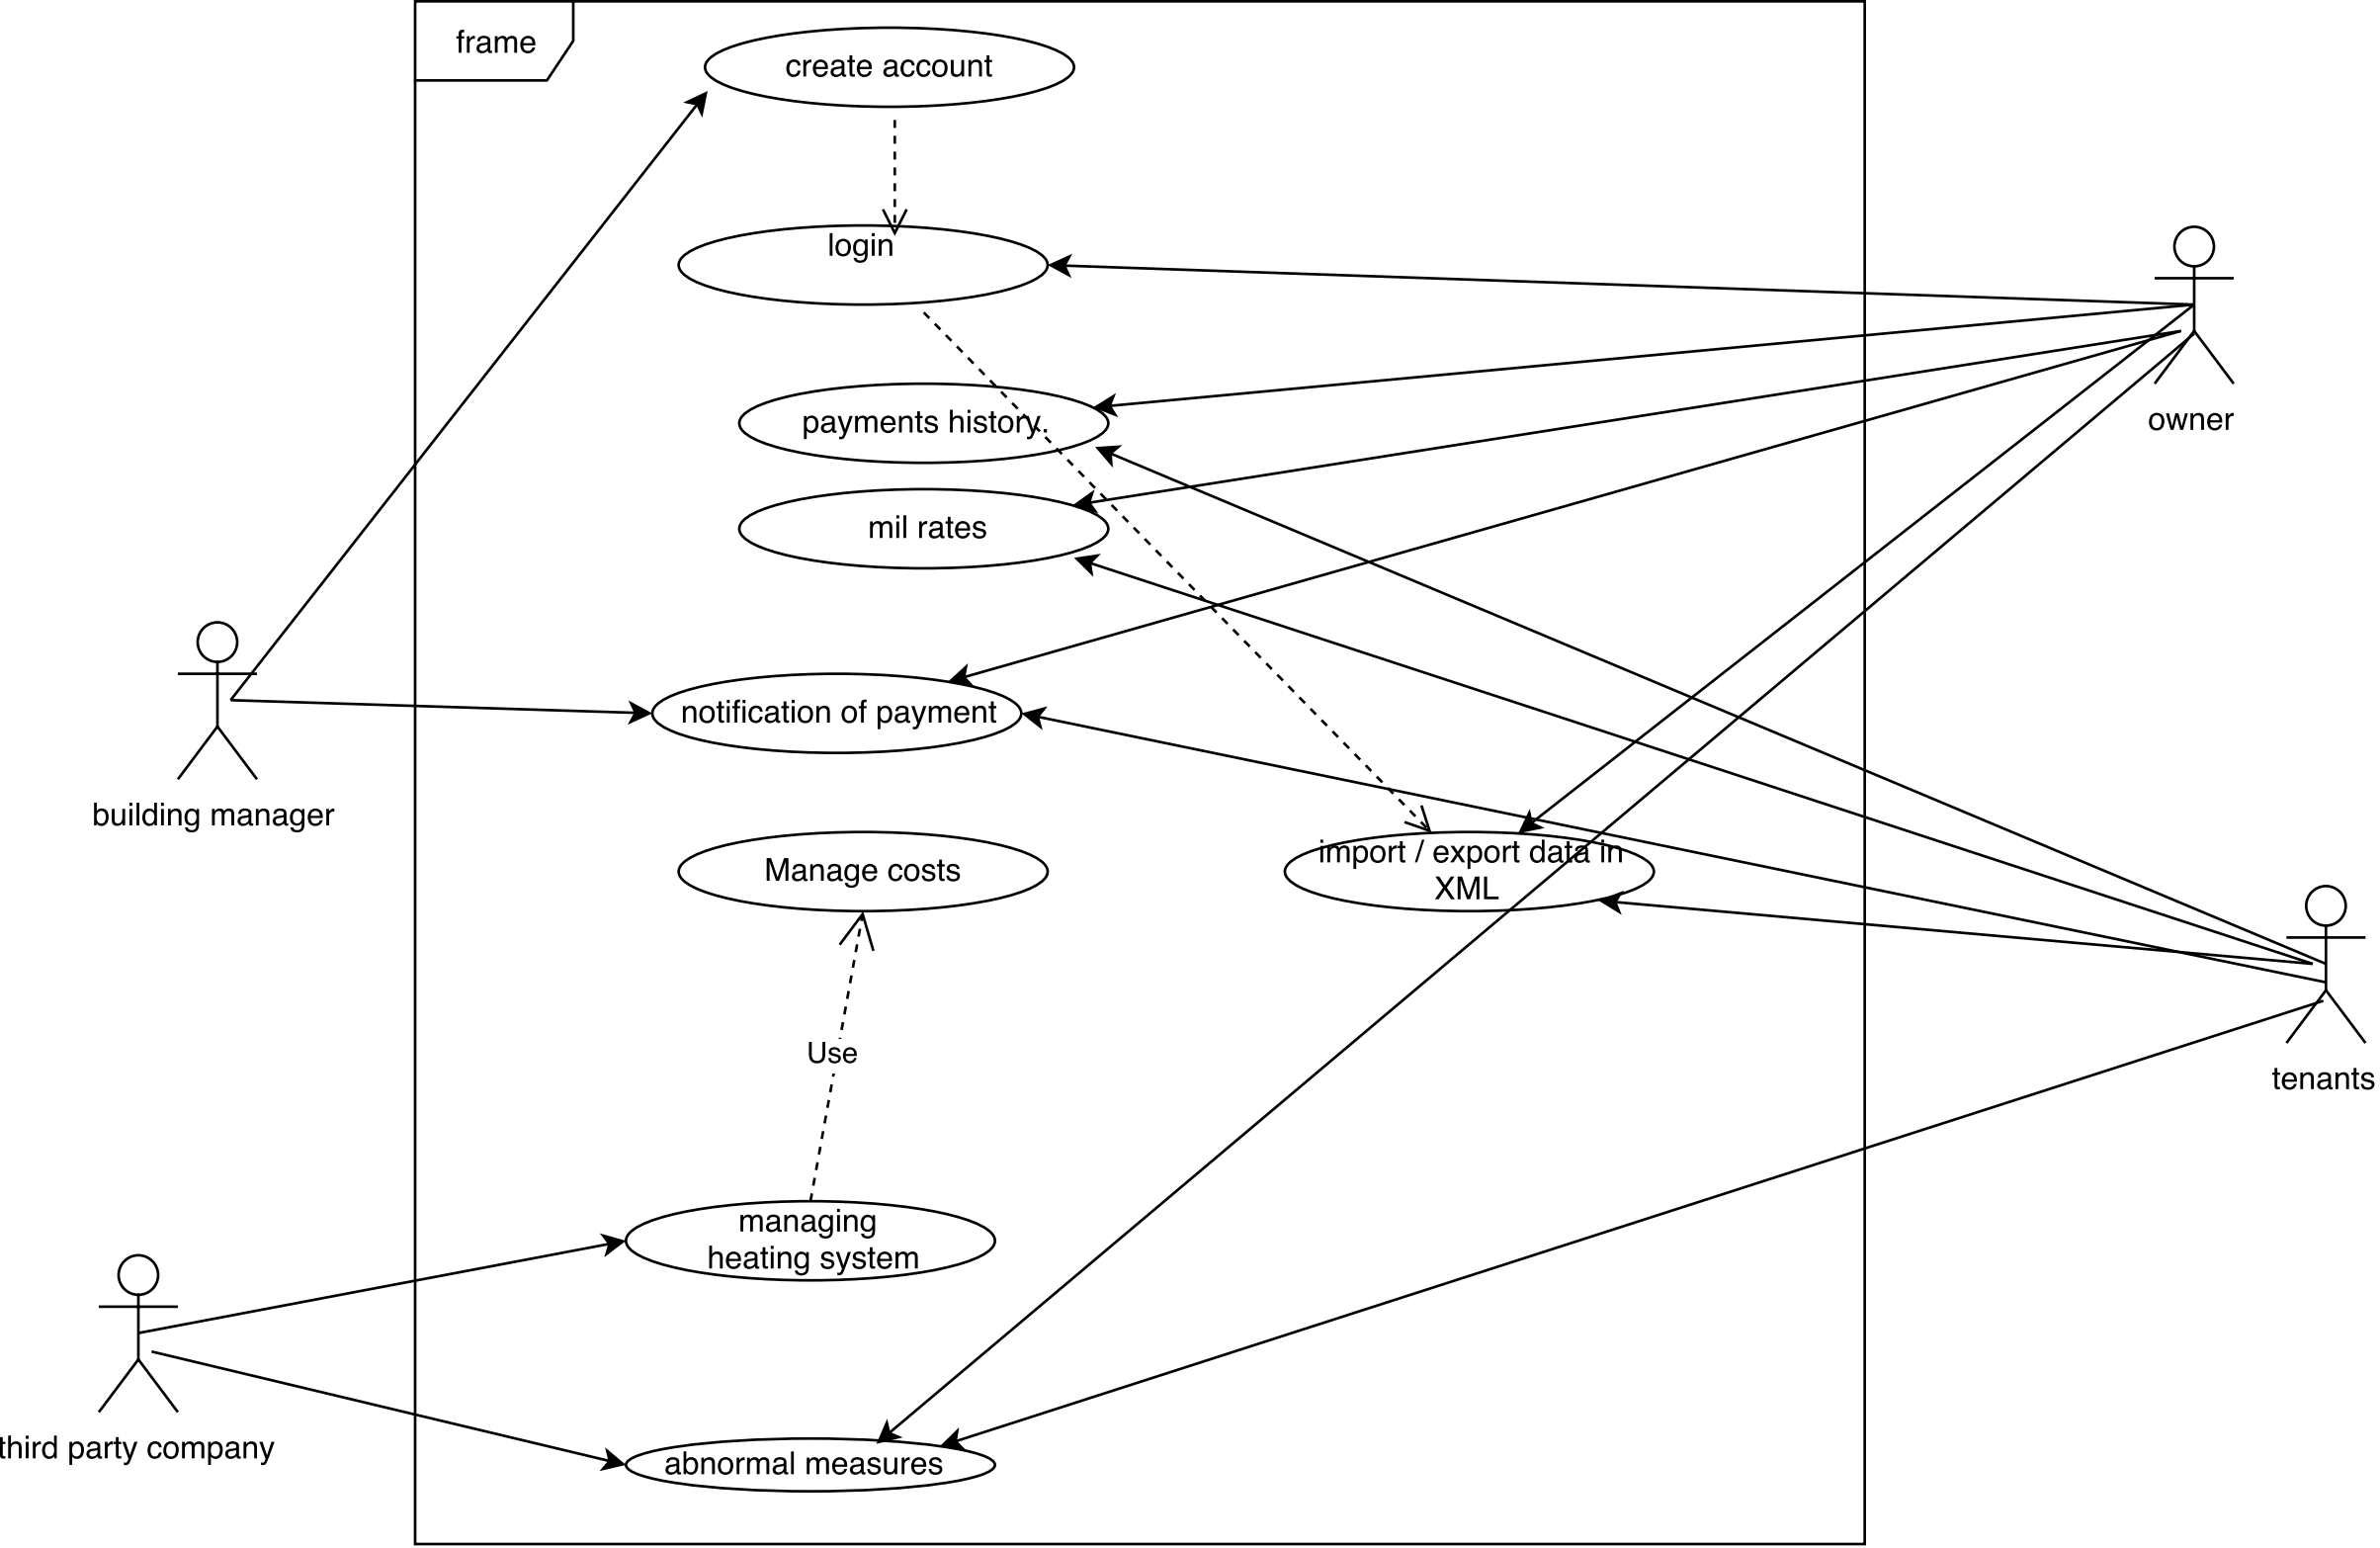 frame
create account
login
owner
payments history.
mil rates
notification of payment
building manager
Manage costs
import / export data in
XML
Use
tenants
managing
heating system
third party company
abnormal measures